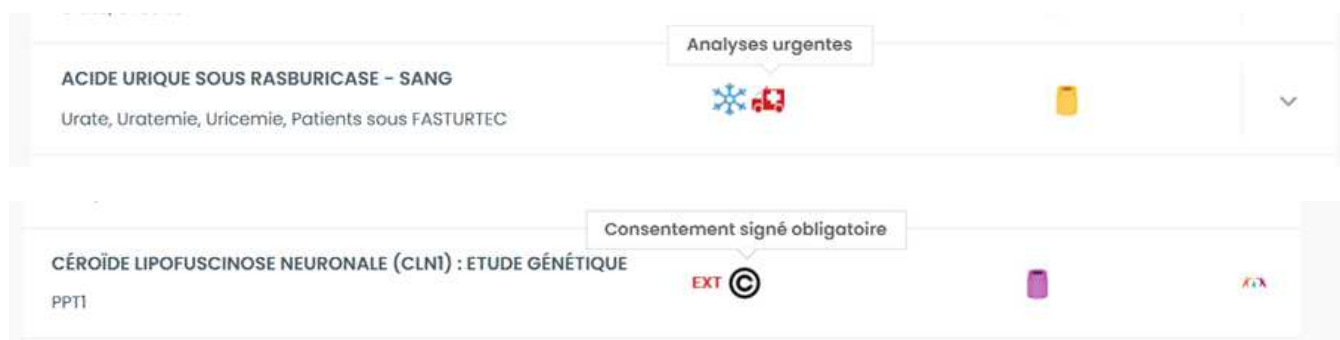 Analyses urgentes
ACIDE URIQUE SOUS RASBURICASE - SANG
Urate, Uratemie, Uricemie, Patients sous FASTURTEC
Consentement signé obligatoire
CÉROÏDE LIPOFUSCINOSE NEURONALE (CLN1) : ETUDE GÉNÉTIQUE
EXT ©
PPT1